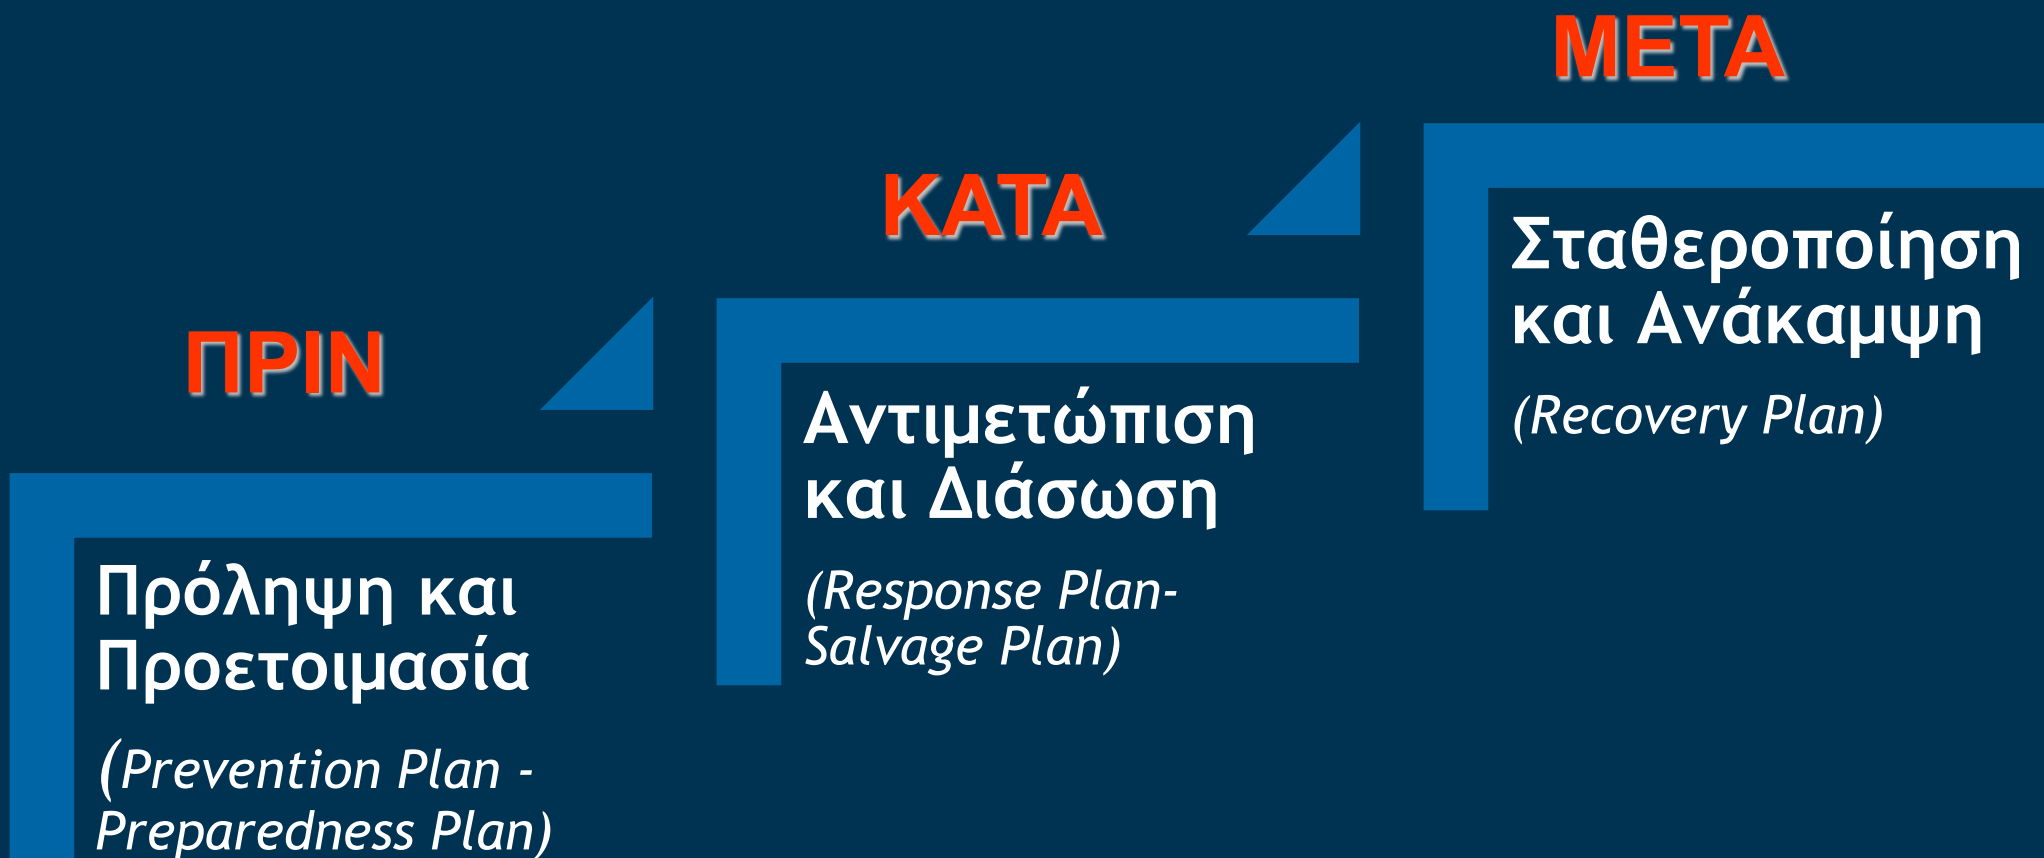 ΠΡΙΝ
Πρόληψη και
Προετοιμασία
(Prevention Plan -
Preparedness Plan)
ΚΑΤΑ
Αντιμετώπιση
και Διάσωση
(Response Plan-
Salvage Plan)
ΜΕΤΑ
Σταθεροποίηση
και Ανάκαμψη
(Recovery Plan)